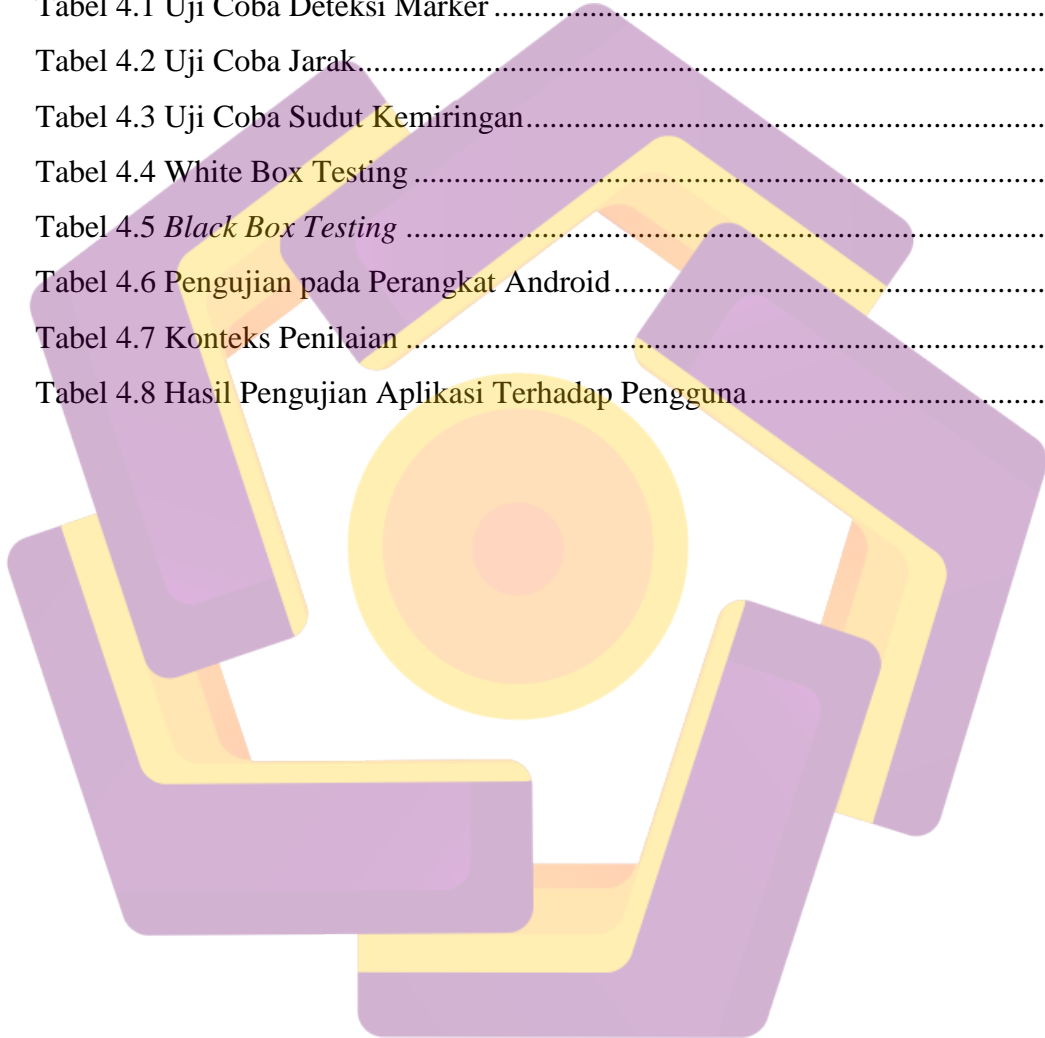 Tabel 4.1 Uji Coba Deteksi Marker ......................................................................
Tabel 4.2 Uji Coba Jarak.......................................................................................
Tabel 4.3 Uji Coba Sudut Kemiringan..................................................................
Tabel 4.4 White Box Testing ................................................................................
Tabel 4.5 Black Box Testing .................................................................................
Tabel 4.6 Pengujian pada Perangkat Android.......................................................
Tabel 4.7 Konteks Penilaian .................................................................................
Tabel 4.8 Hasil Pengujian Aplikasi Terhadap Pengguna.....................................